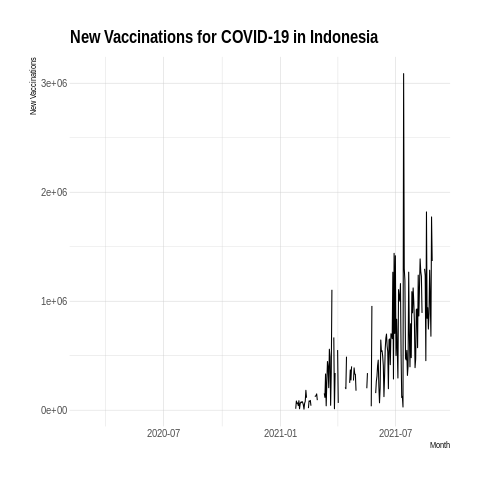 New Vaccinations for COVID-19 in Indonesia
New Vaccinations
3e+06
2e+06
1e+06
0e+00
2020-07
2021-01
2021-07
Month